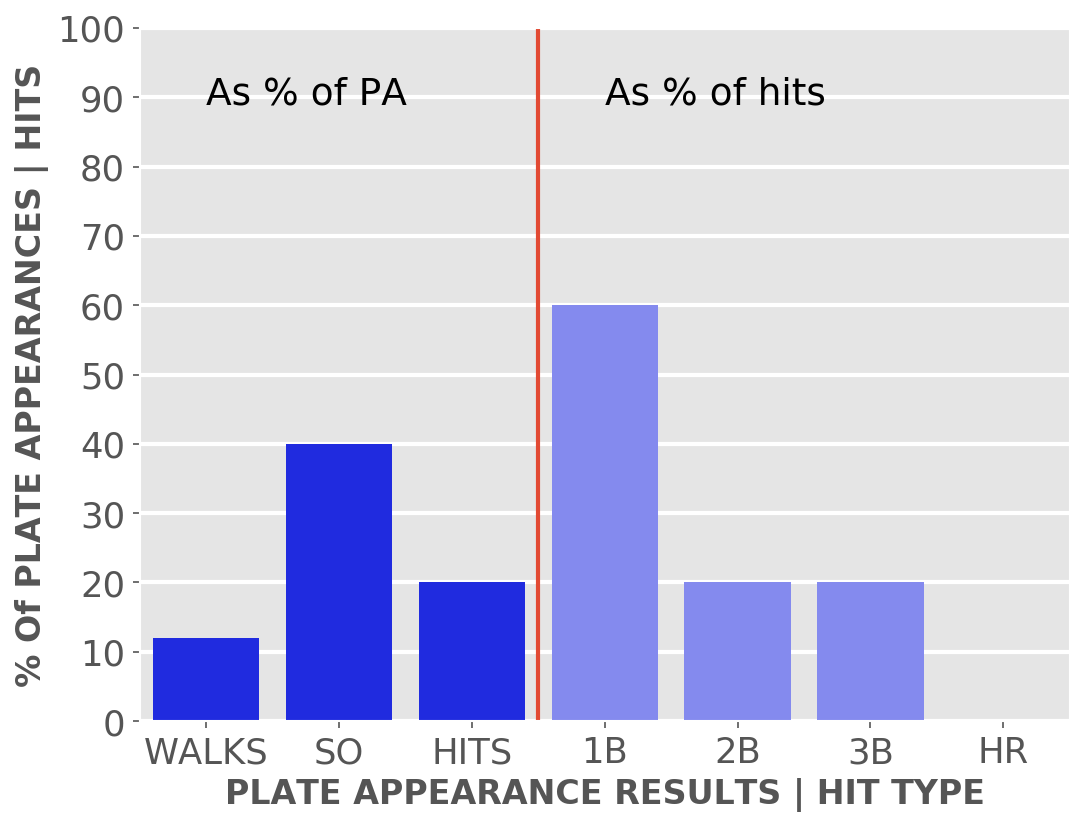 100
90
80
70
60
50
40
30
20
10
0
% Of PLATE APPEARANCES | HITS
As % of PA
As % of hits
WALKS SO HITS 1B 2B 3B HR
PLATE APPEARANCE RESULTS | HIT TYPE